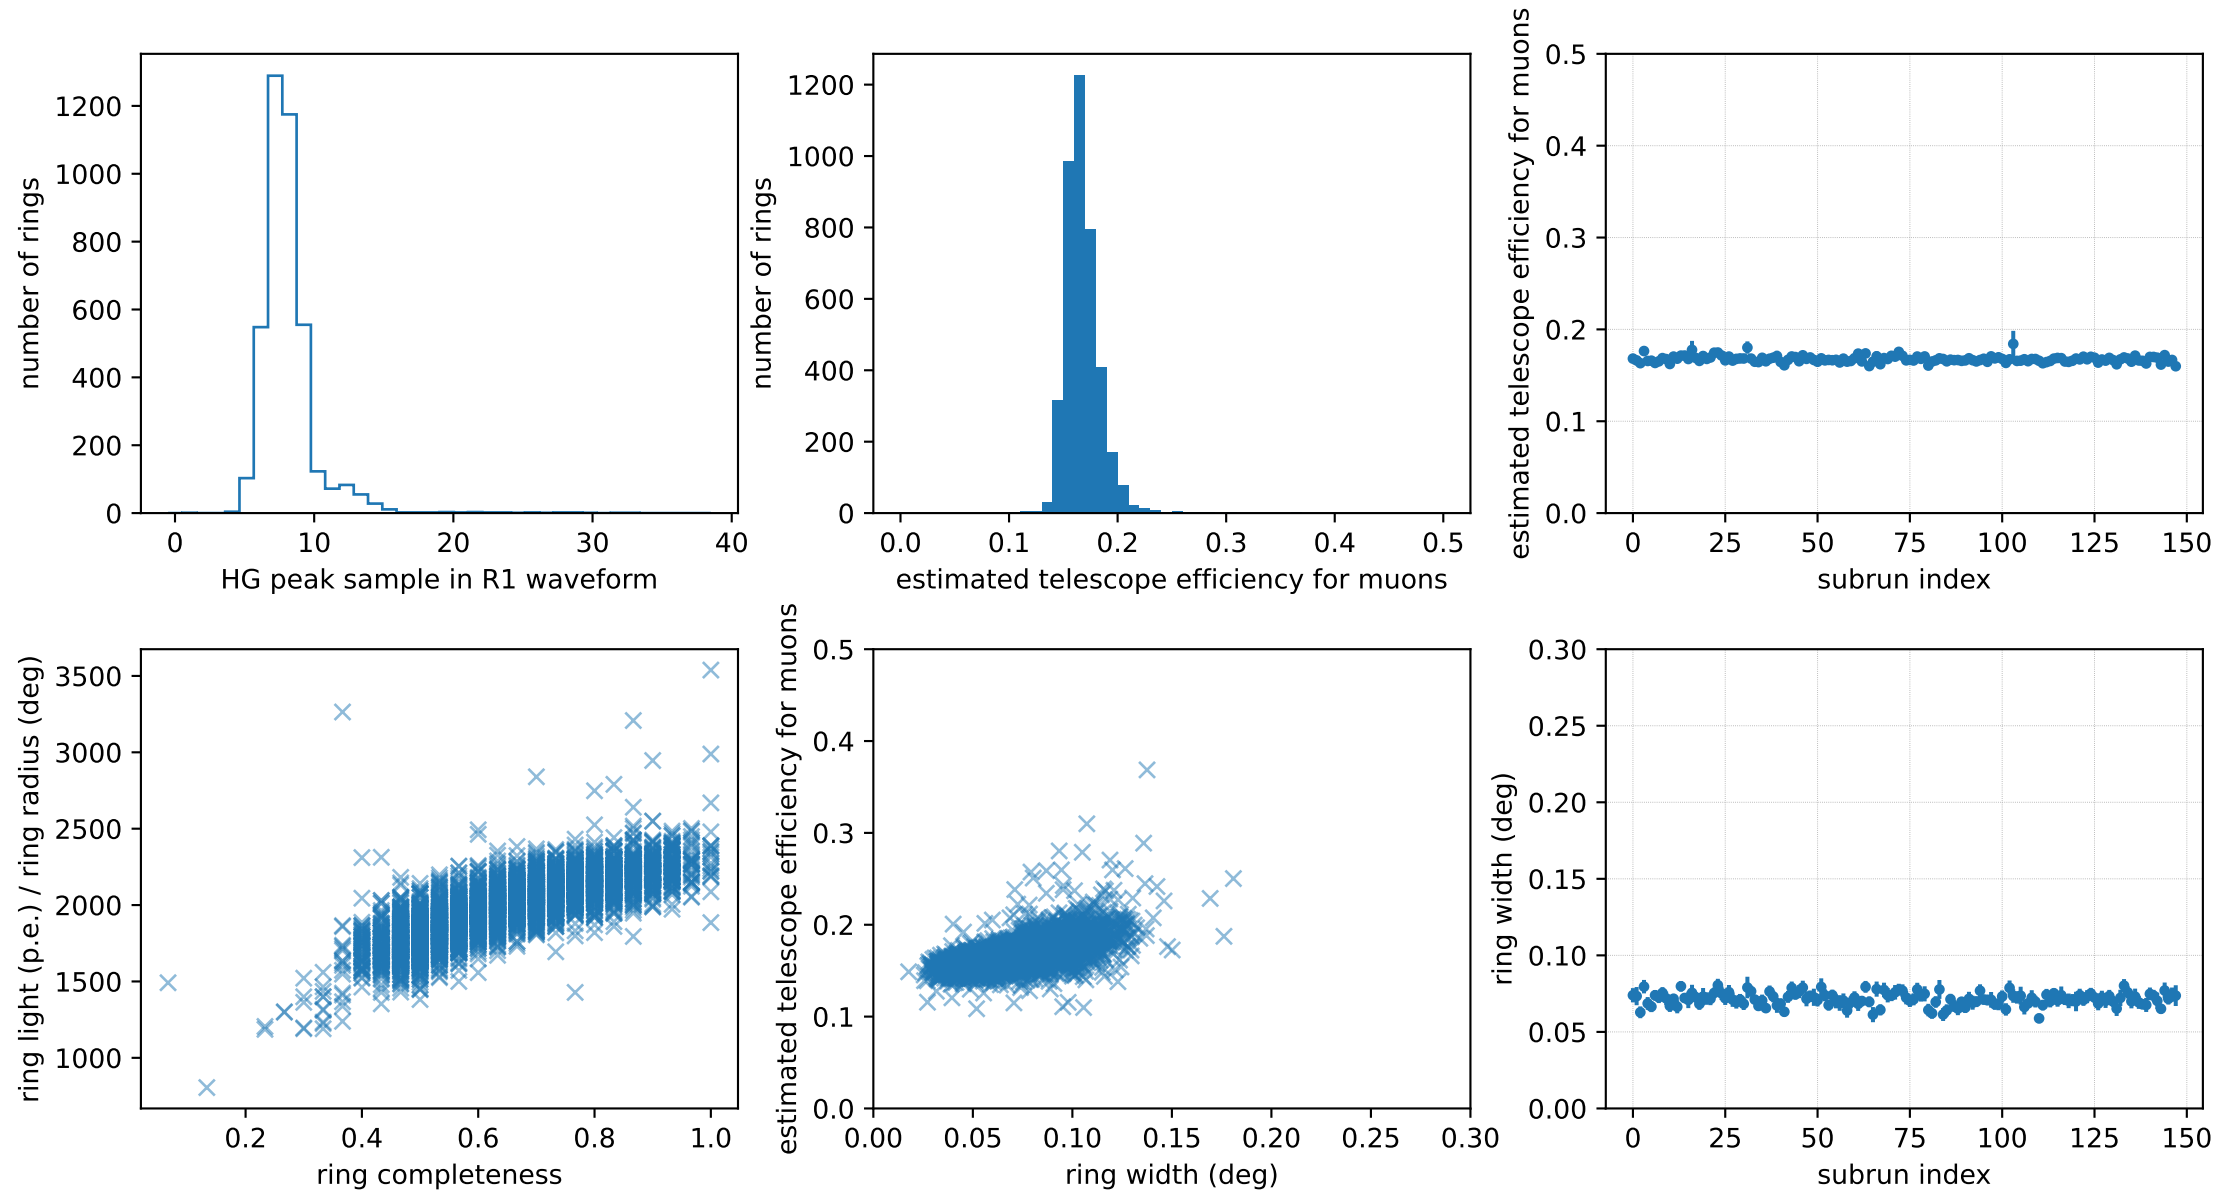 number of rings
1200
1000
800
600
400
200
0
0 10 20 30 40
HG peak sample in R1 waveform
number of rings
1200
1000
800
600
400
200
0
0.0 0.1 0.2 0.3 0.4 0.5
estimated telescope efficiency for muons
estimated telescope efficiency for muons
0.5
0.4
0.3
0.2
0.1
0.0
0 25 50 75 100 125 150
subrun index
ring light (p.e.) / ring radius (deg)
3500
3000
2500
2000
1500
1000
0.2 0.4 0.6 0.8 1.0
ring completeness
estimated telescope efficiency for muons
0.5
0.4
0.3
0.2
0.1
0.0
0.00 0.05 0.10 0.15 0.20 0.25 0.30
ring width (deg)
ring width (deg)
0.30
0.25
0.20
0.15
0.10
0.05
0.00
0 25 50 75 100 125 150
subrun index